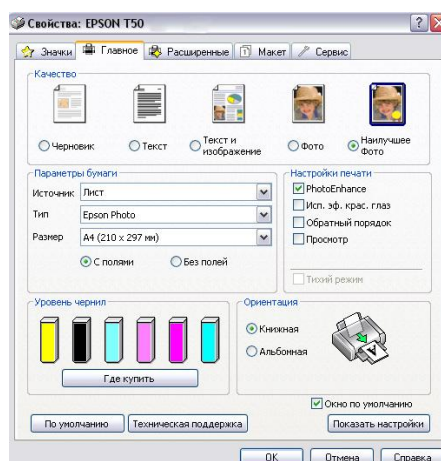 Свойства: EPSON T50
Значки Главное Расширенные Макет Сервис
Качество
Черновик Текст Текст и изображение Фото Наилучшее Фото
Параметры бумаги
Источник Лист
Тип Epson Photo
Размер A4 (210 x 297 мм)
С полями Без полей
Настройки печати
PhotoEnhance
Исп. эф. крас. глаз
Обратный порядок
Просмотр
Тихий режим
Уровень чернил
Где купить
Ориентация
Книжная
Альбомная
Окно по умолчанию
По умолчанию Техническая поддержка Показать настройки
OK Отмена Справка